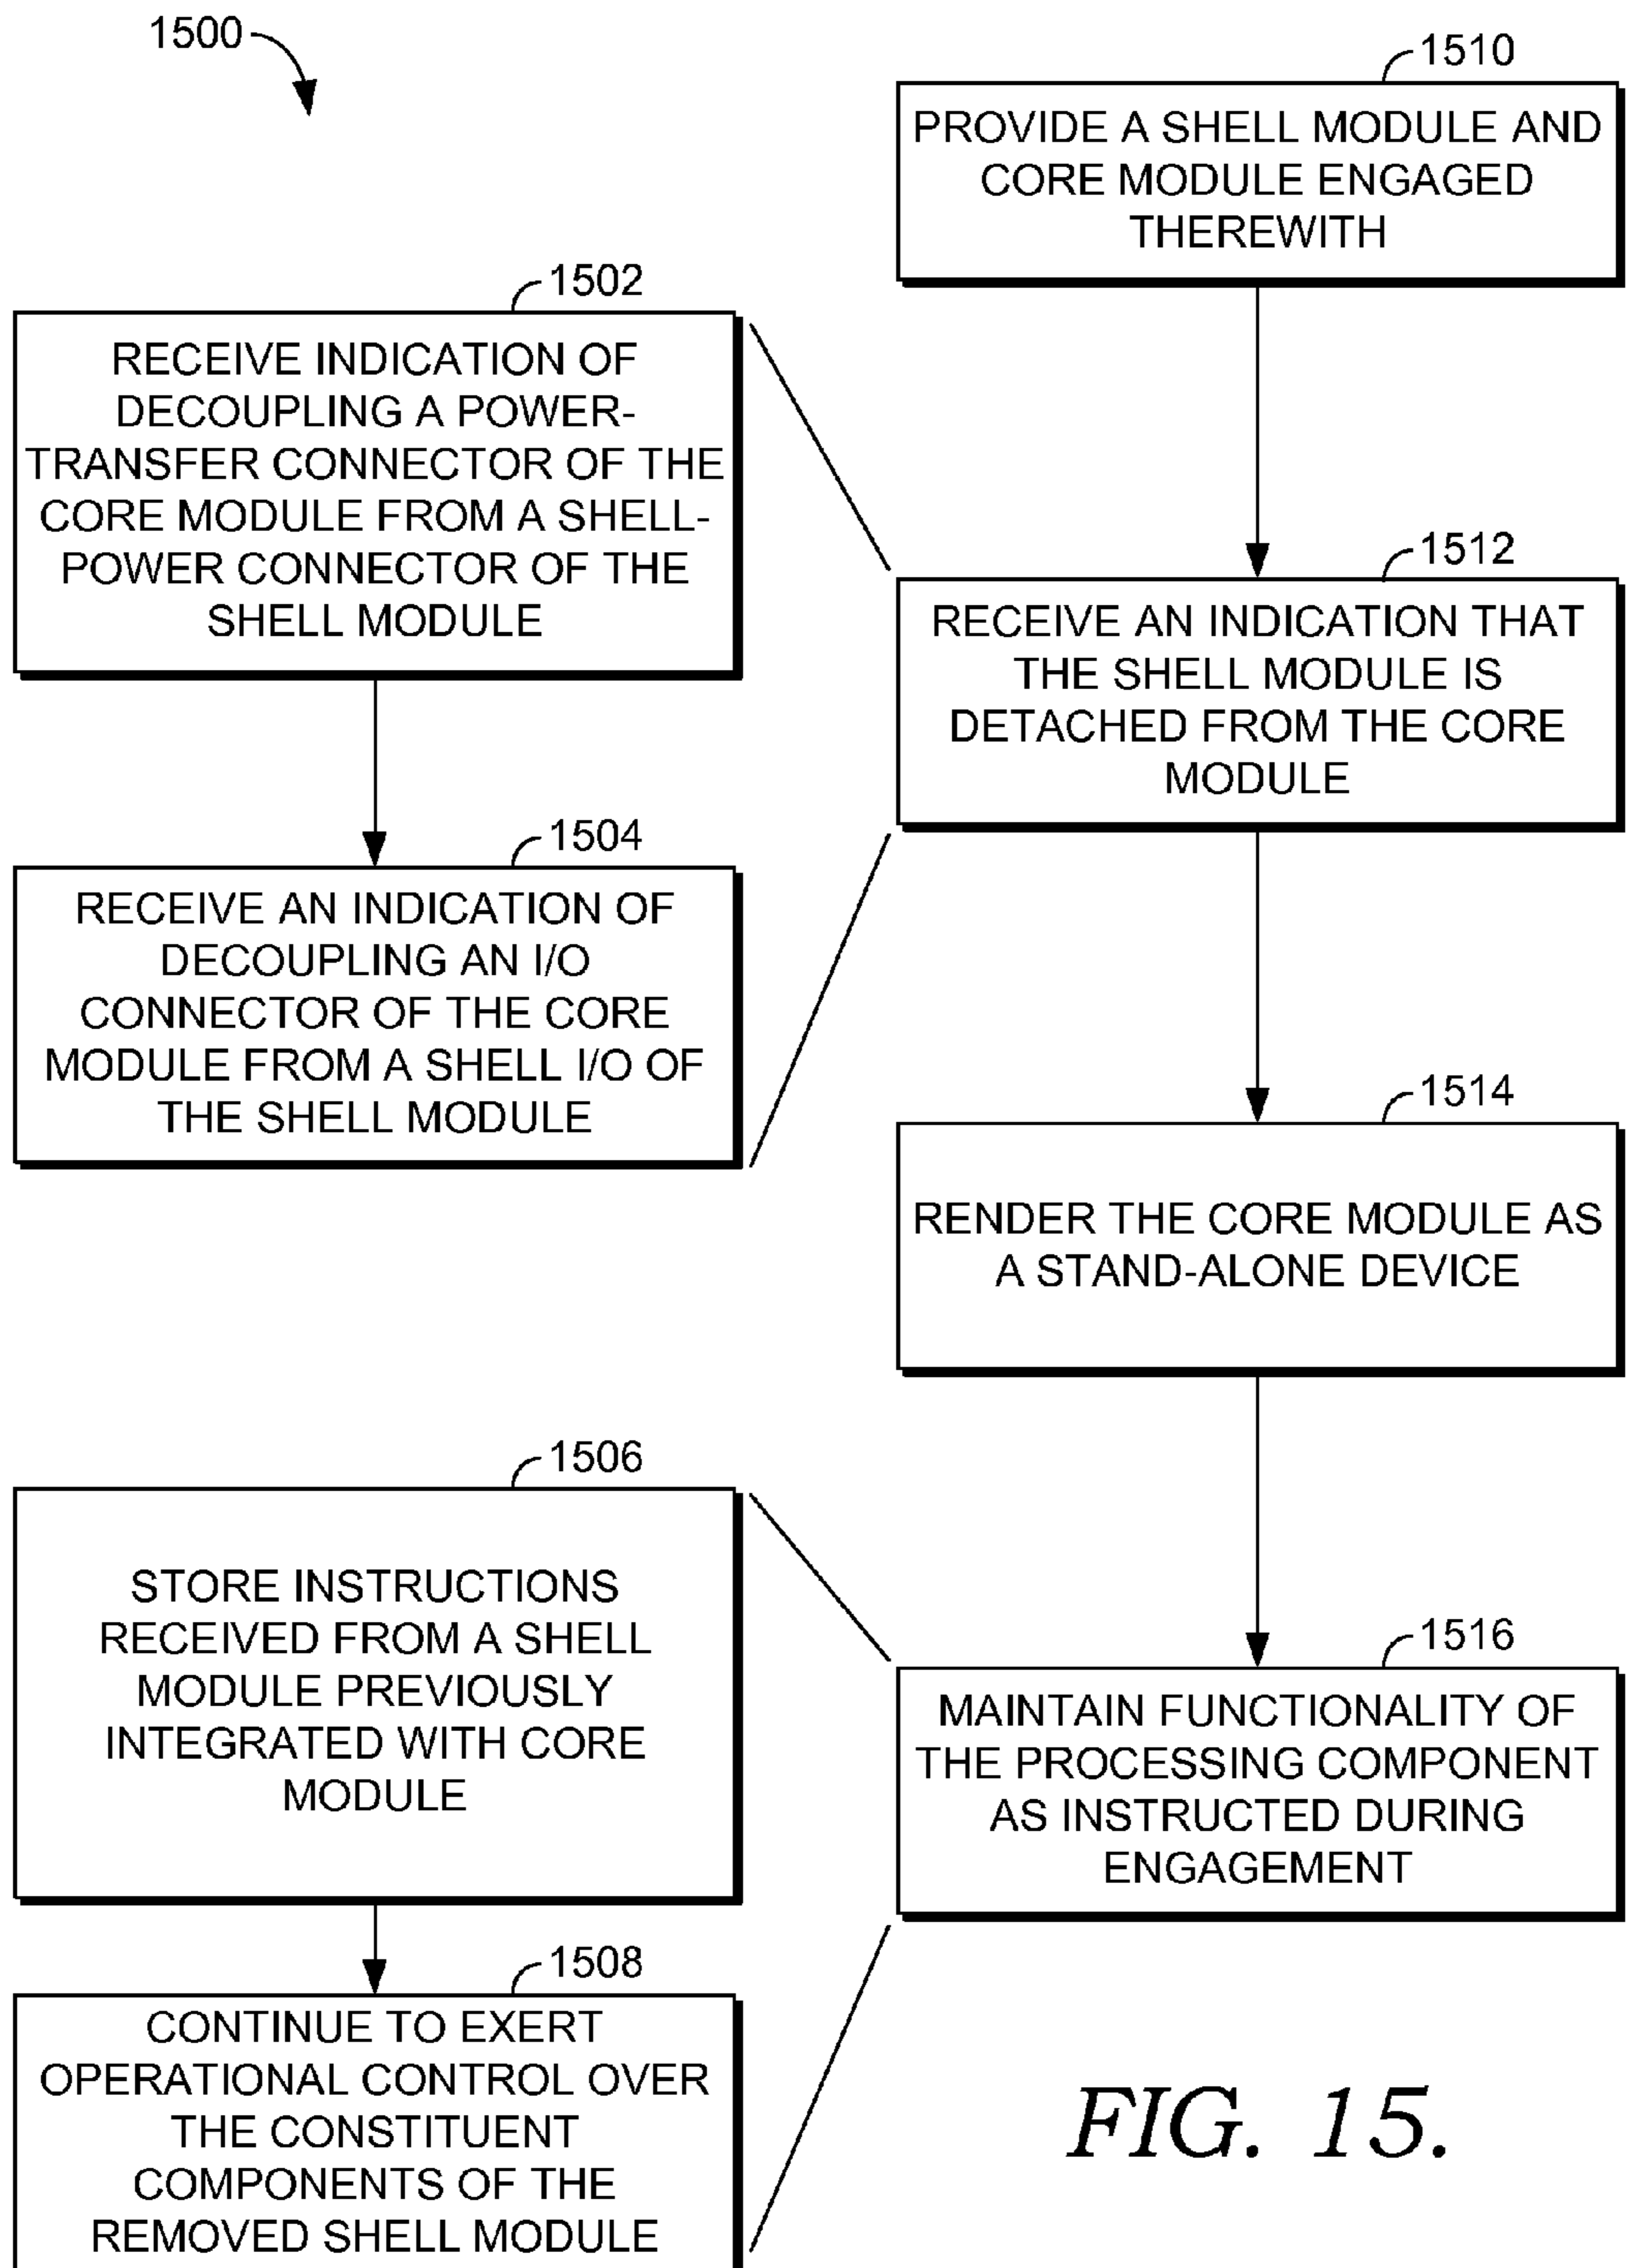 1500
1510
PROVIDE A SHELL MODULE AND
CORE MODULE ENGAGED
THEREWITH
1502
RECEIVE INDICATION OF
DECOUPLING A POWER-
TRANSFER CONNECTOR OF THE
CORE MODULE FROM A SHELL-
POWER CONNECTOR OF THE
SHELL MODULE
1512
RECEIVE AN INDICATION THAT
THE SHELL MODULE IS
DETACHED FROM THE CORE
MODULE
1504
RECEIVE AN INDICATION OF
DECOUPLING AN I/O
CONNECTOR OF THE CORE
MODULE FROM A SHELL I/O OF
THE SHELL MODULE
1514
RENDER THE CORE MODULE AS
A STAND-ALONE DEVICE
1506
STORE INSTRUCTIONS
RECEIVED FROM A SHELL
MODULE PREVIOUSLY
INTEGRATED WITH CORE
MODULE
1516
MAINTAIN FUNCTIONALITY OF
THE PROCESSING COMPONENT
AS INSTRUCTED DURING
ENGAGEMENT
1508
CONTINUE TO EXERT
OPERATIONAL CONTROL OVER
THE CONSTITUENT
COMPONENTS OF THE
REMOVED SHELL MODULE
FIG. 15.